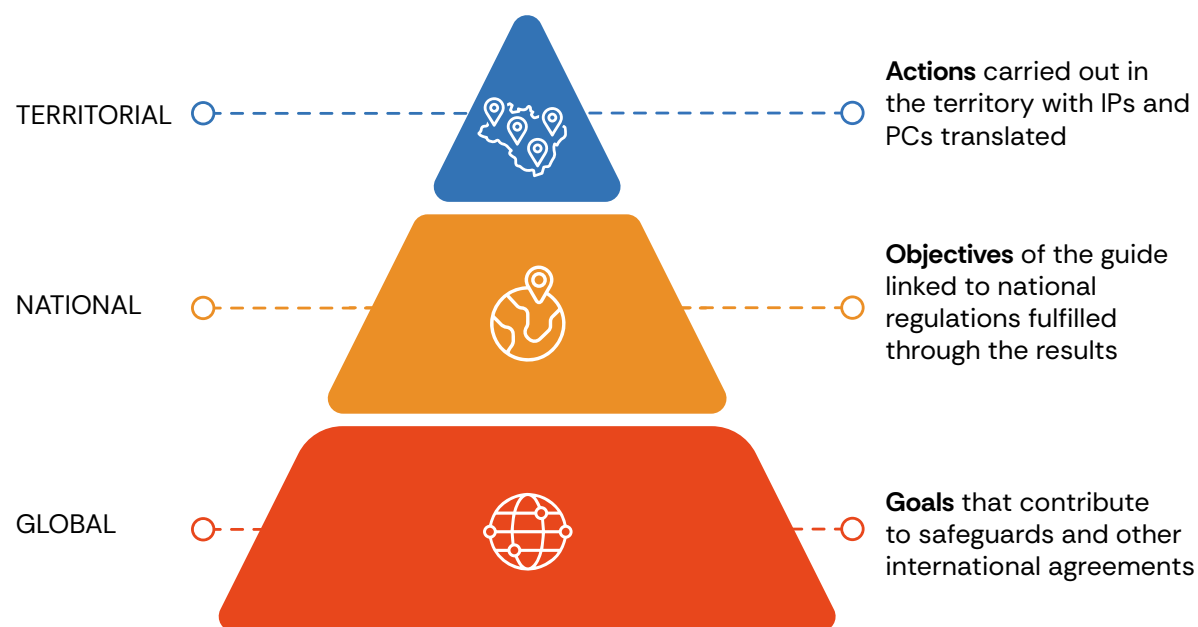 TERRITORIAL
Actions carried out in
the territory with IPs and
PCs translated
NATIONAL
Objectives of the guide
linked to national
regulations fulfilled
through the results
GLOBAL
Goals that contribute
to safeguards and other
international agreements